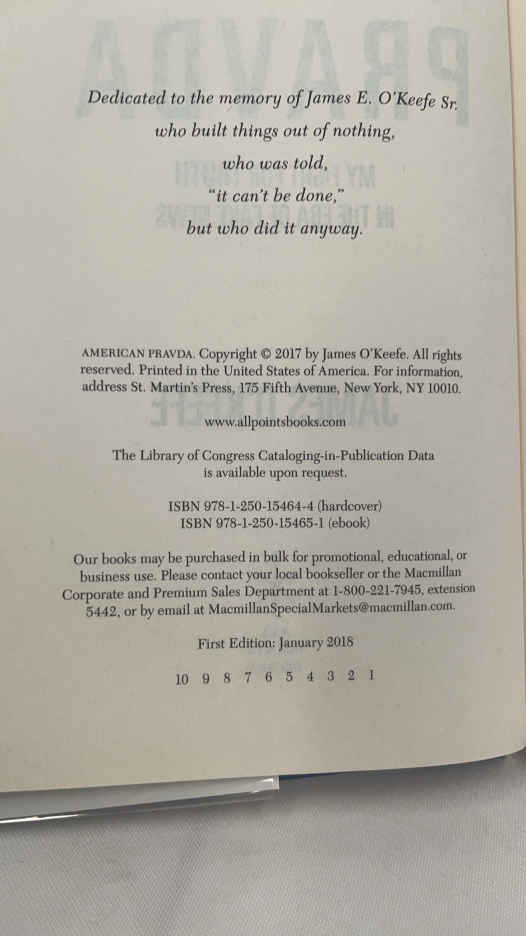 Dedicated to the memory of James E. O'Keefe Sr.
who built things out of nothing,
who was told,
“it can't be done,”
but who did it anyway.
AMERICAN PRAVDA. Copyright © 2017 by James O'Keefe. All rights
reserved. Printed in the United States of America. For information,
address St. Martin's Press, 175 Fifth Avenue, New York, NY 10010.
www.allpointsbooks.com
The Library of Congress Cataloging-in-Publication Data
is available upon request.
ISBN 978-1-250-15464-4 (hardcover)
ISBN 978-1-250-15465-1 (ebook)
Our books may be purchased in bulk for promotional, educational, or
business use. Please contact your local bookseller or the Macmillan
Corporate and Premium Sales Department at 1-800-221-7945, extension
5442, or by email at MacmillanSpecialMarkets@macmillan.com.
First Edition: January 2018
10 9 8 7 6 5 4 3 2 1